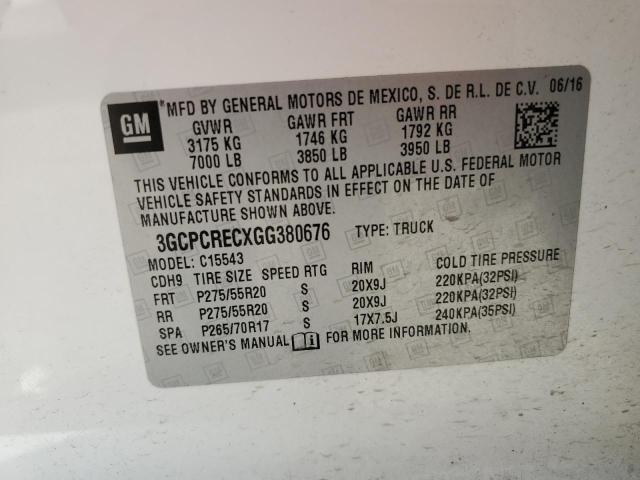 GM
*MFD BY GENERAL MOTORS DE MEXICO, S. DE R.L. DE C.V. 06/16
GVWR GAWR FRT GAWR RR
3175 KG 1746 KG 1792 KG
7000 LB 3850 LB 3950 LB
THIS VEHICLE CONFORMS TO ALL APPLICABLE U.S. FEDERAL MOTOR
VEHICLE SAFETY STANDARDS IN EFFECT ON THE DATE OF
MANUFACTURE SHOWN ABOVE.
3GCPCRECXGG380676 TYPE: TRUCK
MODEL: C15543
CDH9 TIRE SIZE SPEED RTG RIM COLD TIRE PRESSURE
FRT P275/55R20 S 20X9J 220KPA(32PSI)
RR P275/55R20 S 20X9J 220KPA(32PSI)
SPA P265/70R17 S 17X7.5J 240KPA(35PSI)
SEE OWNER'S MANUAL FOR MORE INFORMATION.